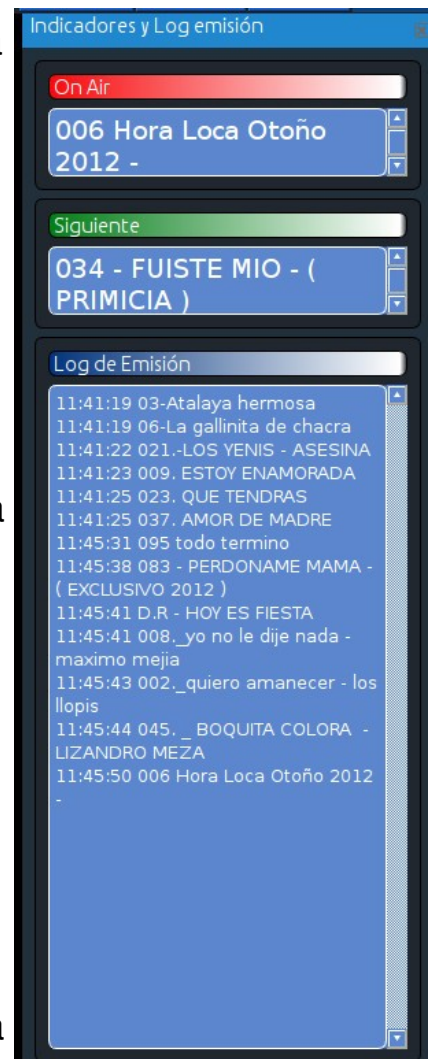 Indicadores y Log emisión
On Air
006 Hora Loca Otoño
2012 -
Siguiente
034 - FUISTE MIO - (
PRIMICIA )
Log de Emisión
11:41:19 03-Atalaya hermosa
11:41:19 06-La gallinita de chacra
11:41:22 021.-LOS YENIS - ASESINA
11:41:23 009. ESTOY ENAMORADA
11:41:25 023. QUE TENDRAS
11:41:25 037. AMOR DE MADRE
11:45:31 095 todo termino
11:45:38 083 - PERDONAME MAMA -
( EXCLUSIVO 2012 )
11:45:41 D.R - HOY ES FIESTA
11:45:41 008._yo no le dije nada -
maximo mejia
11:45:43 002._quiero amanecer - los
llopis
11:45:44 045. _ BOQUITA COLORA  -
LIZANDRO MEZA
11:45:50 006 Hora Loca Otoño 2012
-